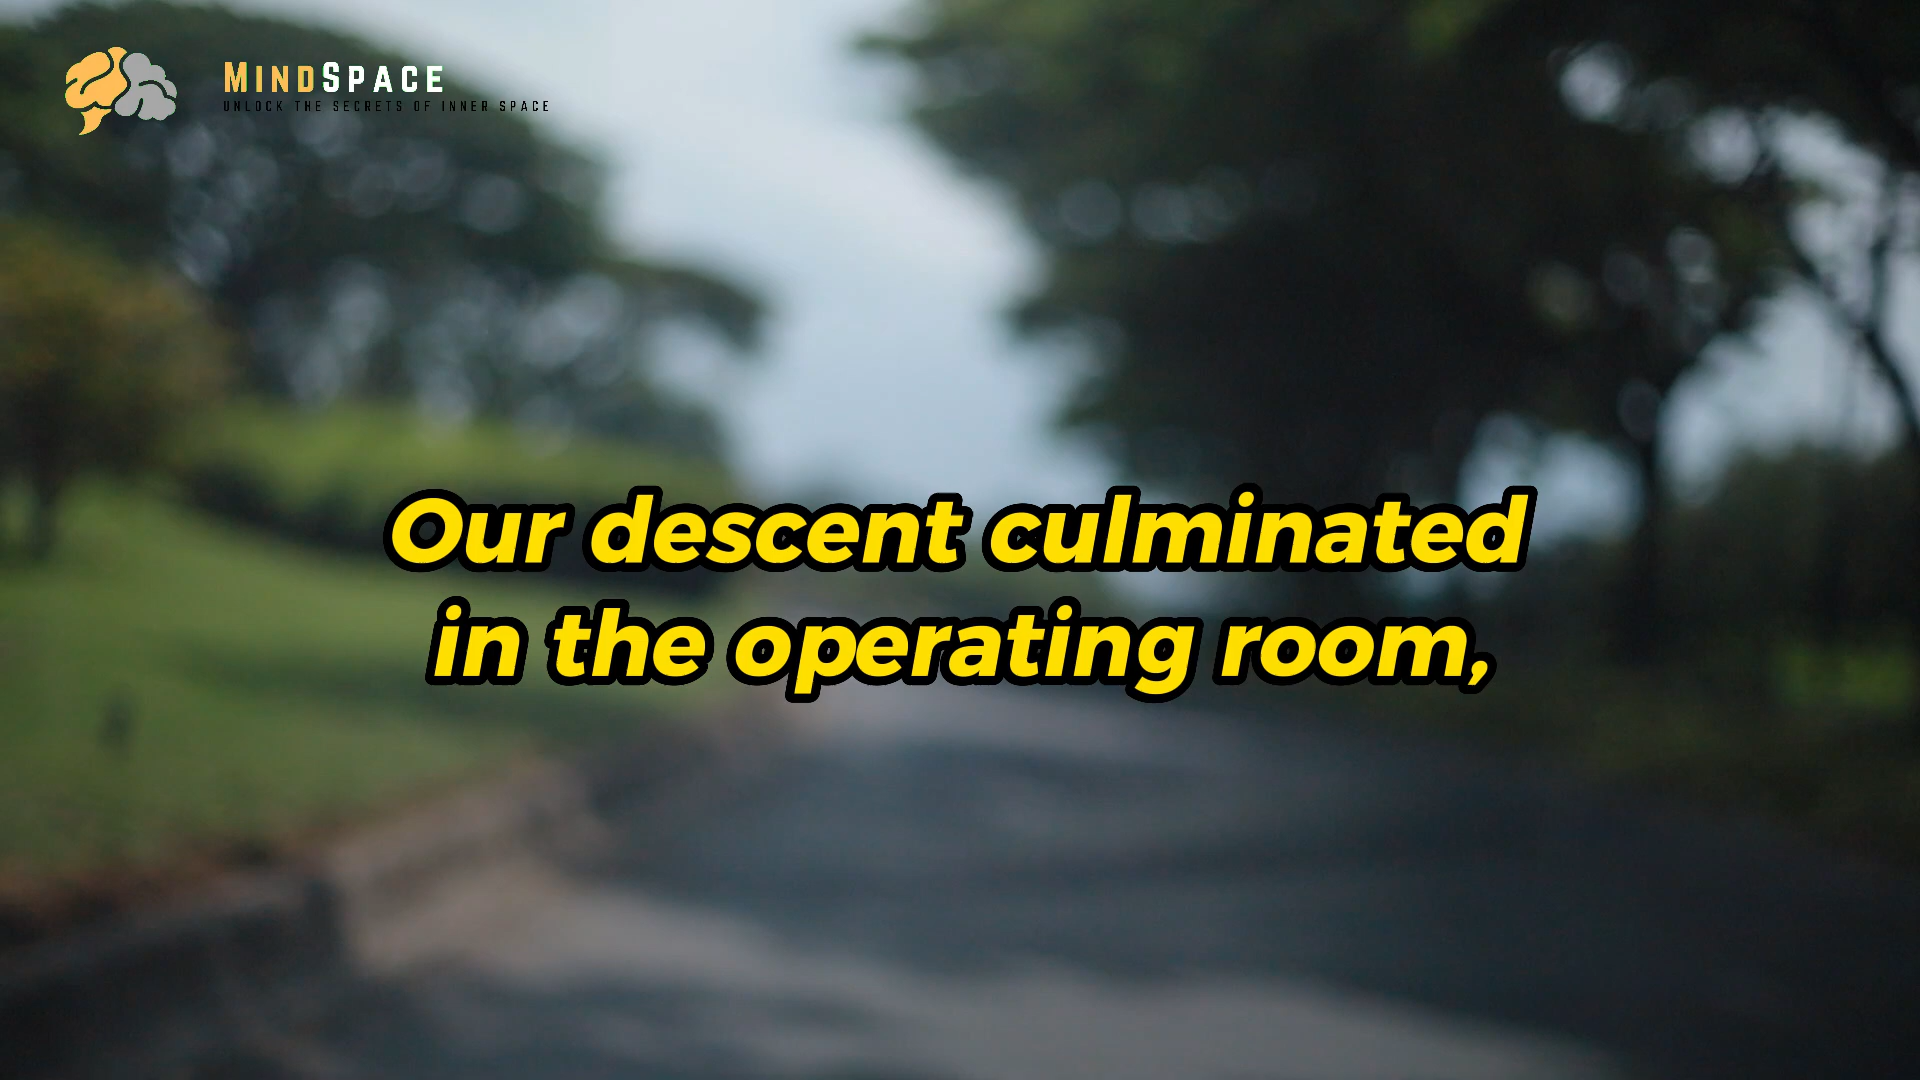 MINDSPACE
UNLOCK THE SECRETS OF INNER SPACE
Our descent culminated
in the operating room,